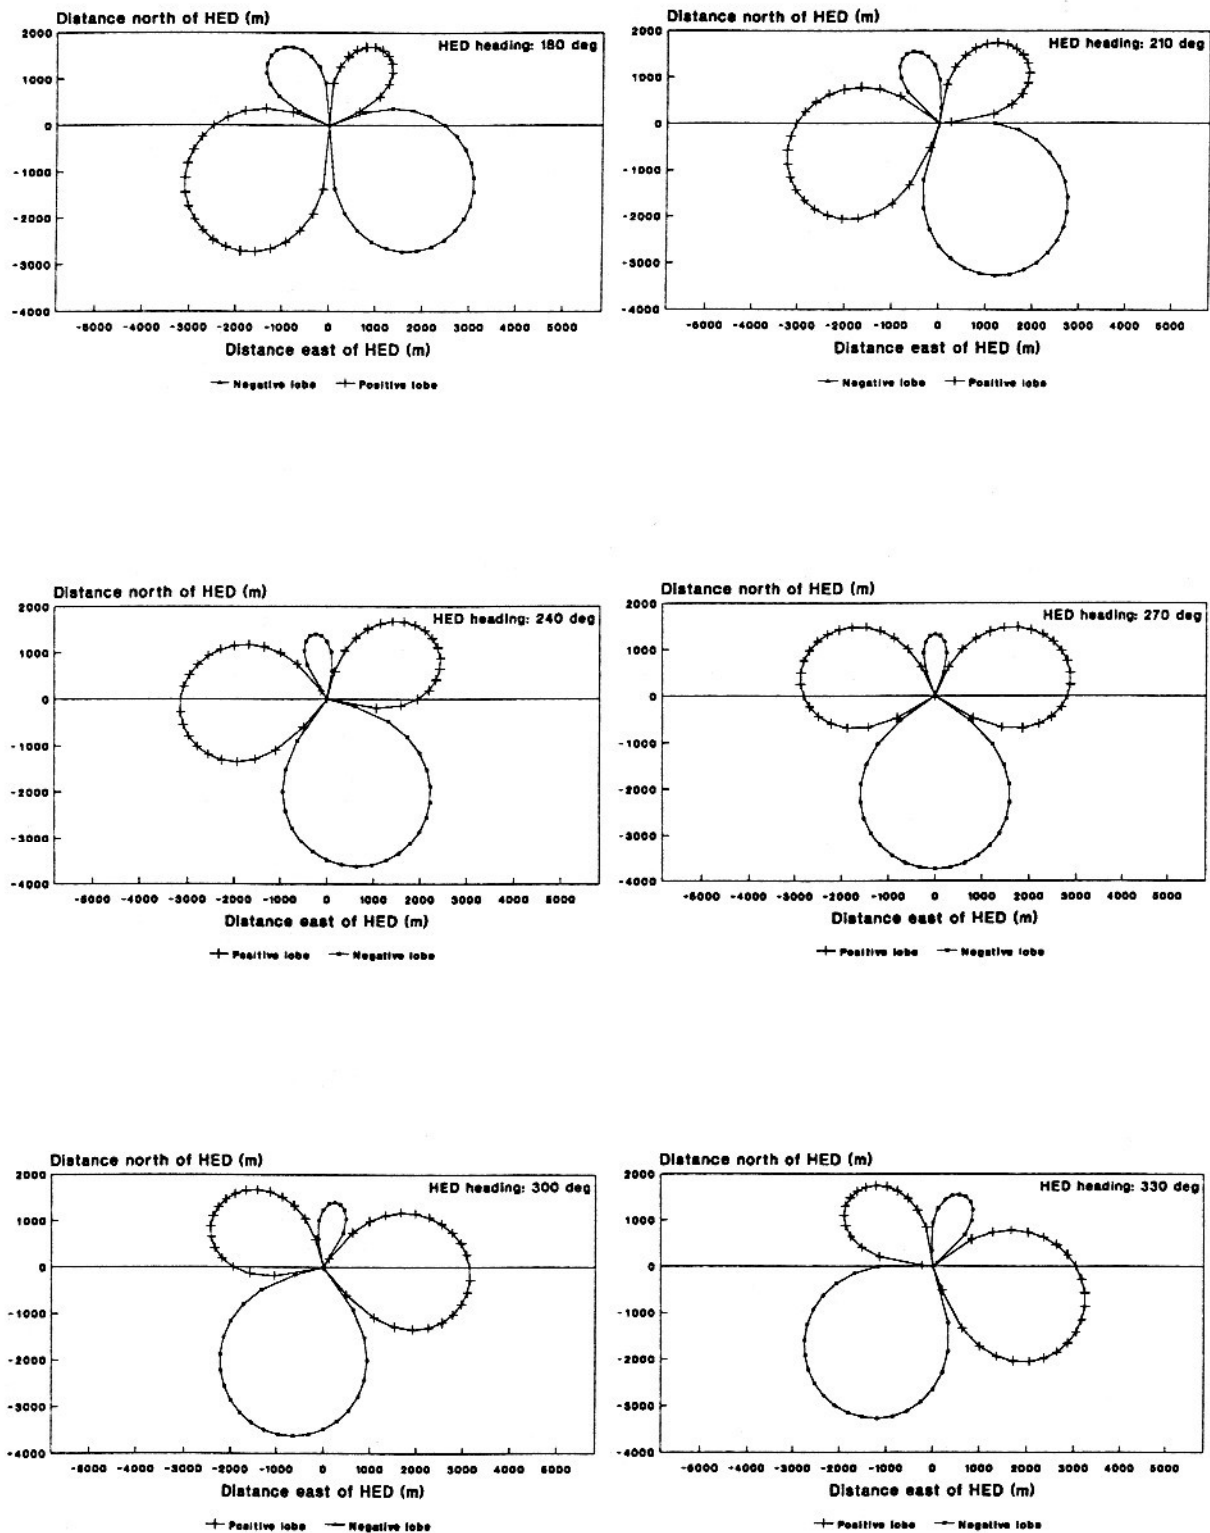 Distance north of HED (m)
HED heading: 180 deg
2000
1000
0
-1000
-2000
-3000
-4000
-5000 -4000 -3000 -2000 -1000 0 1000 2000 3000 4000 5000
Distance east of HED (m)
Negative lobe Positive lobe
Distance north of HED (m)
HED heading: 210 deg
2000
1000
0
-1000
-2000
-3000
-4000
-5000 -4000 -3000 -2000 -1000 0 1000 2000 3000 4000 5000
Distance east of HED (m)
Negative lobe Positive lobe
Distance north of HED (m)
HED heading: 240 deg
2000
1000
0
-1000
-2000
-3000
-4000
-5000 -4000 -3000 -2000 -1000 0 1000 2000 3000 4000 5000
Distance east of HED (m)
Positive lobe Negative lobe
Distance north of HED (m)
HED heading: 270 deg
2000
1000
0
-1000
-2000
-3000
-4000
-5000 -4000 -3000 -2000 -1000 0 1000 2000 3000 4000 5000
Distance east of HED (m)
Positive lobe Negative lobe
Distance north of HED (m)
HED heading: 300 deg
2000
1000
0
-1000
-2000
-3000
-4000
-5000 -4000 -3000 -2000 -1000 0 1000 2000 3000 4000 5000
Distance east of HED (m)
Positive lobe Negative lobe
Distance north of HED (m)
HED heading: 330 deg
2000
1000
0
-1000
-2000
-3000
-4000
-5000 -4000 -3000 -2000 -1000 0 1000 2000 3000 4000 5000
Distance east of HED (m)
Positive lobe Negative lobe